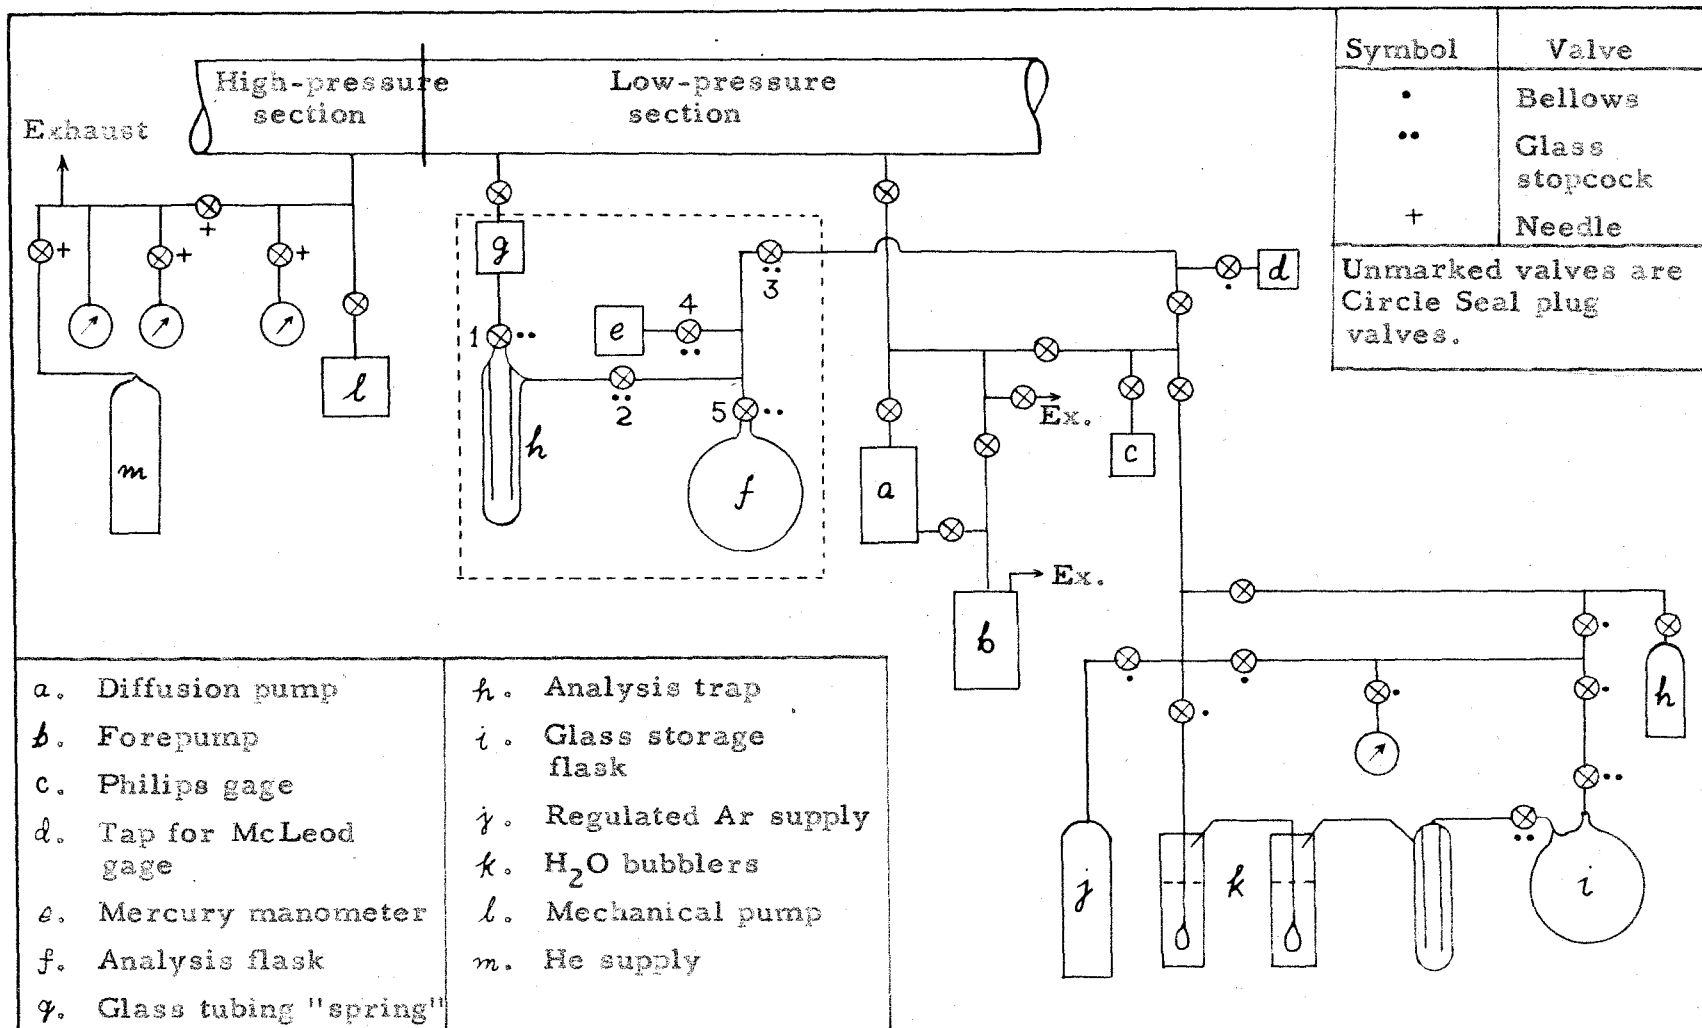 High-pressure
section
Low-pressure
section
Exhaust
Symbol Valve
• Bellows
•• Glass
stopcock
+ Needle
Unmarked valves are
Circle Seal plug
valves.
+
+
+
+
g
3
d
4
e
1
2
5
h
f
l
m
a
c
Ex.
Ex.
b
h
j
k
i
a. Diffusion pump
b. Forepump
c. Philips gage
d. Tap for McLeod
gage
e. Mercury manometer
f. Analysis flask
g. Glass tubing "spring"
h. Analysis trap
i. Glass storage
flask
j. Regulated Ar supply
k. H2O bubblers
l. Mechanical pump
m. He supply